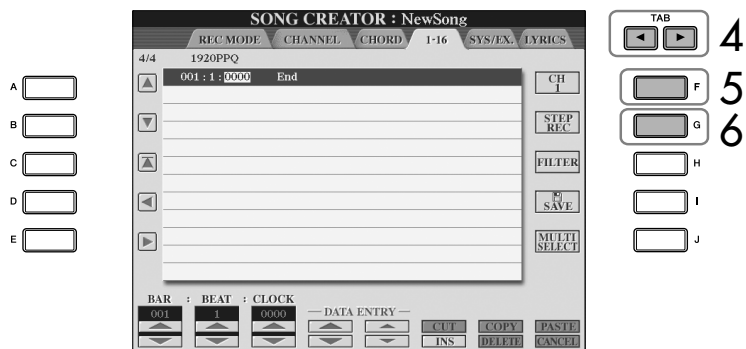 SONG CREATOR : NewSong
TAB
REC MODE CHANNEL CHORD 1-16 SYS/EX. LYRICS
4
4/4 1920PPQ
001 : 1 : 0000 End
CH 1
A
F
5
B
STEP REC
G
6
C
FILTER
H
D
SAVE
I
E
MULTI SELECT
J
BAR : BEAT : CLOCK
001 1 0000
DATA ENTRY
CUT COPY PASTE
INS DELETE CANCEL